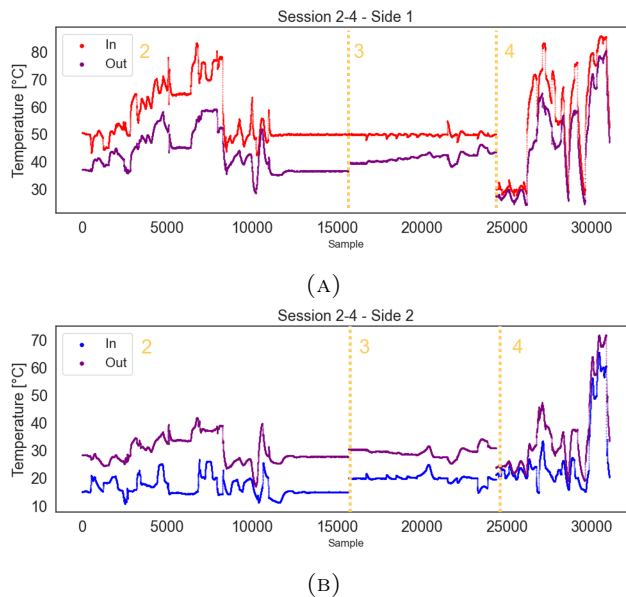 Session 2-4 - Side 1
Temperature [°C]
In
Out
2
3
4
80
70
60
50
40
30
0
5000
10000
15000
20000
25000
30000
Sample
(A)
Session 2-4 - Side 2
Temperature [°C]
In
Out
2
3
4
70
60
50
40
30
20
10
0
5000
10000
15000
20000
25000
30000
Sample
(B)